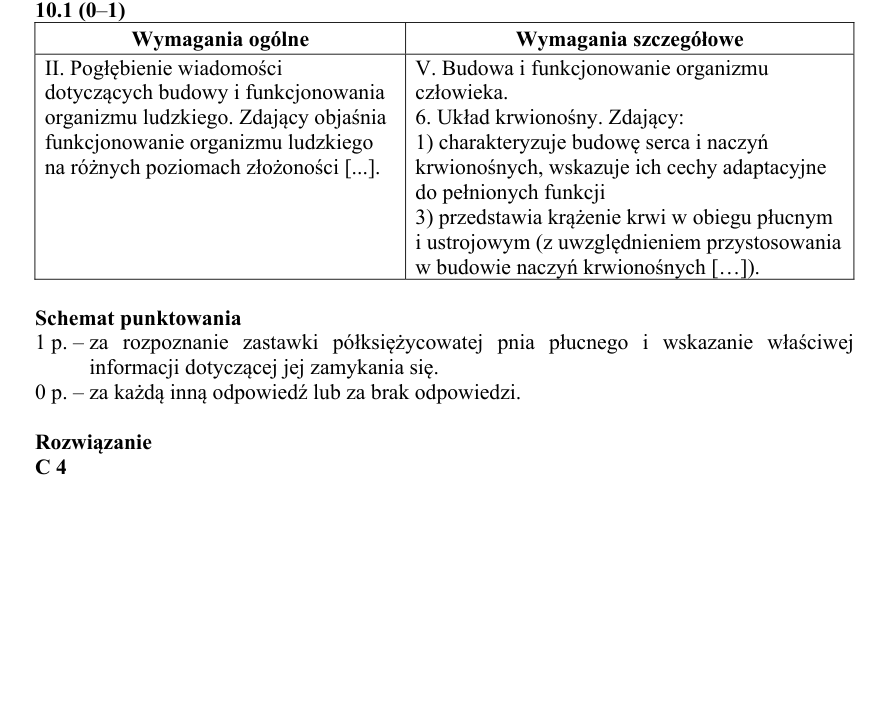 10.1 (0–1)
Wymagania ogólne
Wymagania szczegółowe
II. Pogłębienie wiadomości
dotyczących budowy i funkcjonowania
organizmu ludzkiego. Zdający objaśnia
funkcjonowanie organizmu ludzkiego
na różnych poziomach złożoności [...].
V. Budowa i funkcjonowanie organizmu
człowieka.
6. Układ krwionośny. Zdający:
1) charakteryzuje budowę serca i naczyń
krwionośnych, wskazuje ich cechy adaptacyjne
do pełnionych funkcji
3) przedstawia krążenie krwi w obiegu płucnym
i ustrojowym (z uwzględnieniem przystosowania
w budowie naczyń krwionośnych […]).
Schemat punktowania
1 p. – za rozpoznanie zastawki półksiężycowatej pnia płucnego i wskazanie właściwej
informacji dotyczącej jej zamykania się.
0 p. – za każdą inną odpowiedź lub za brak odpowiedzi.
Rozwiązanie
C 4